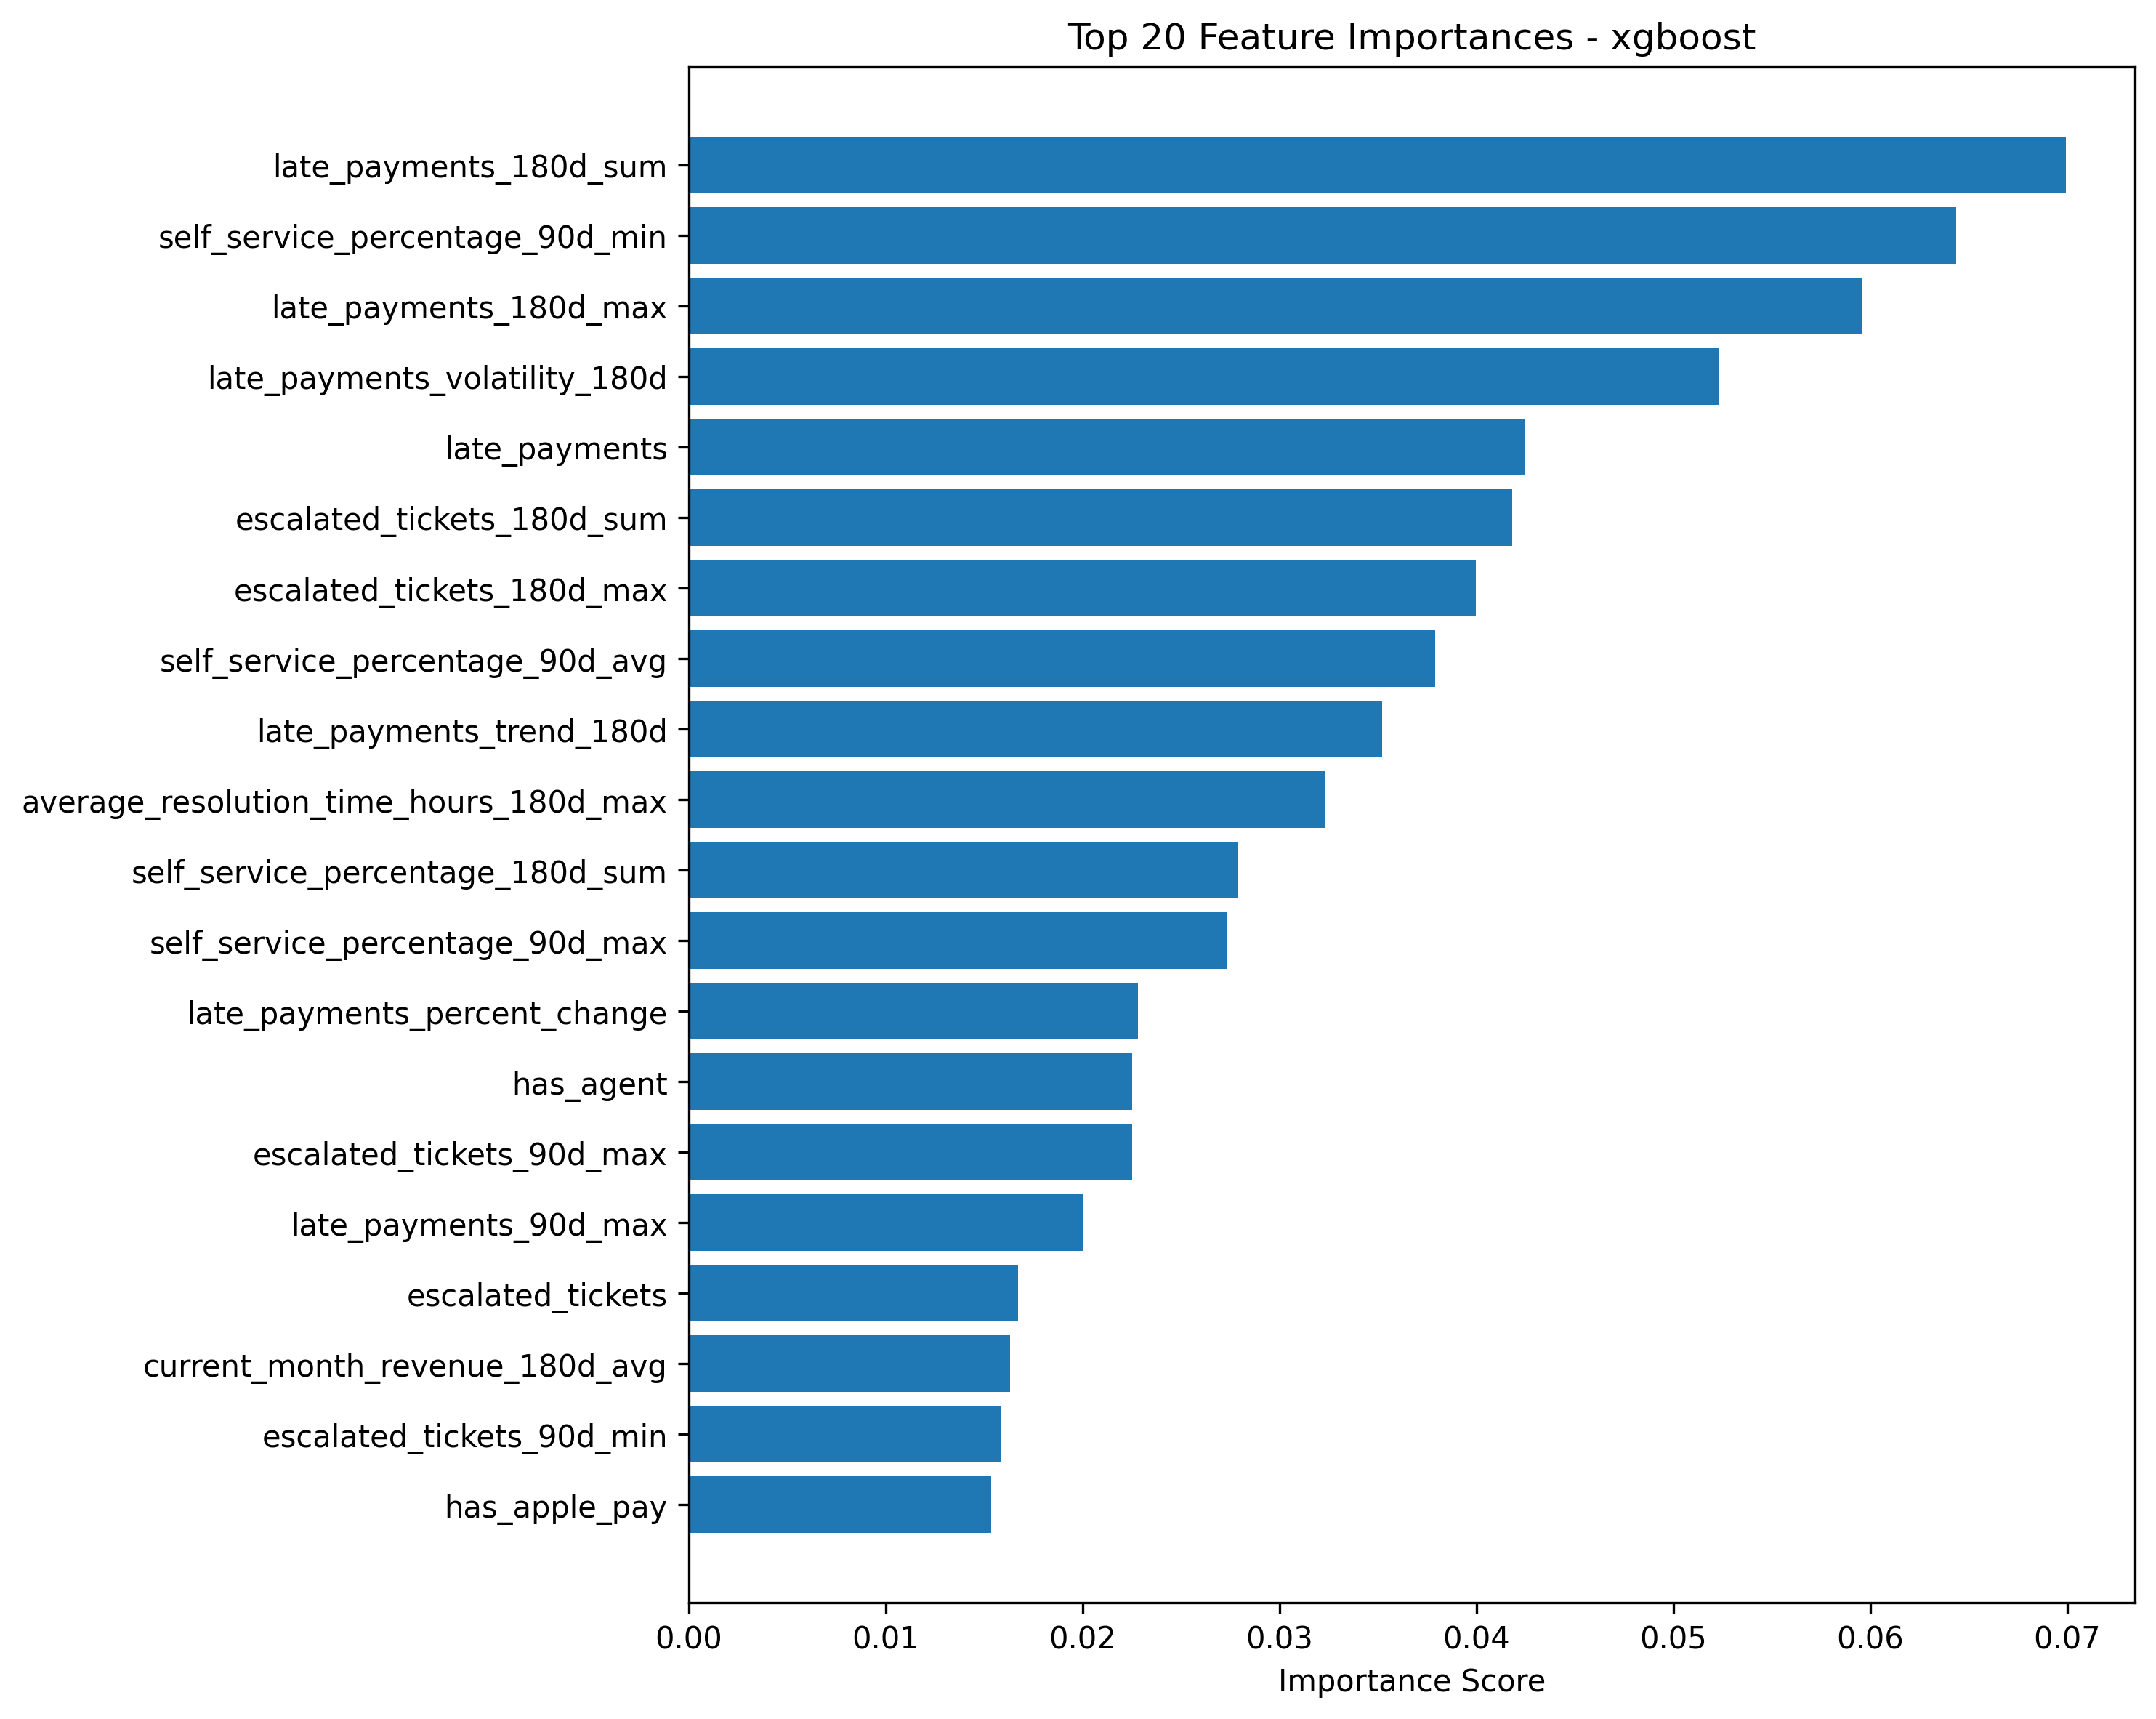 Top 20 Feature Importances - xgboost
late_payments_180d_sum
self_service_percentage_90d_min
late_payments_180d_max
late_payments_volatility_180d
late_payments
escalated_tickets_180d_sum
escalated_tickets_180d_max
self_service_percentage_90d_avg
late_payments_trend_180d
average_resolution_time_hours_180d_max
self_service_percentage_180d_sum
self_service_percentage_90d_max
late_payments_percent_change
has_agent
escalated_tickets_90d_max
late_payments_90d_max
escalated_tickets
current_month_revenue_180d_avg
escalated_tickets_90d_min
has_apple_pay
0.00 0.01 0.02 0.03 0.04 0.05 0.06 0.07
Importance Score